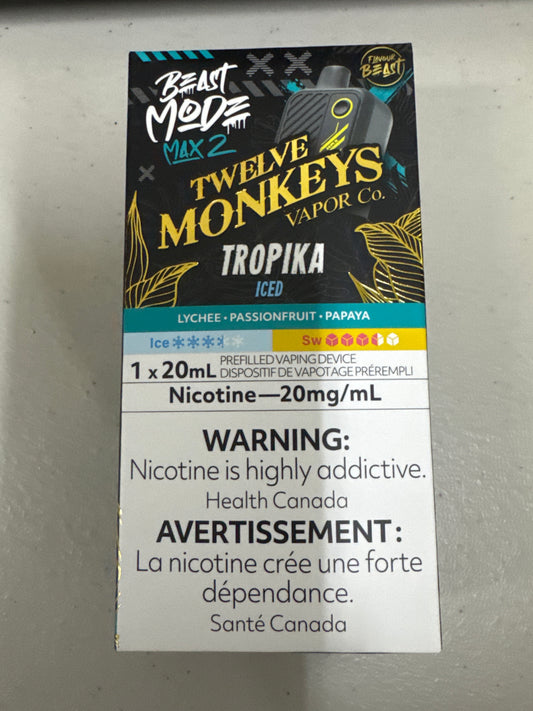 FLAVOUR
BEAST
BEAST
MODE
MAX 2
TWELVE
MONKEYS
VAPOR Co.
TROPIKA
ICED
LYCHEE • PASSIONFRUIT • PAPAYA
Ice Sw
1 x 20mL PREFILLED VAPING DEVICE
DISPOSITIF DE VAPOTAGE PRÉREMPLI
Nicotine—20mg/mL
WARNING:
Nicotine is highly addictive.
Health Canada
AVERTISSEMENT:
La nicotine crée une forte
dépendance.
Santé Canada